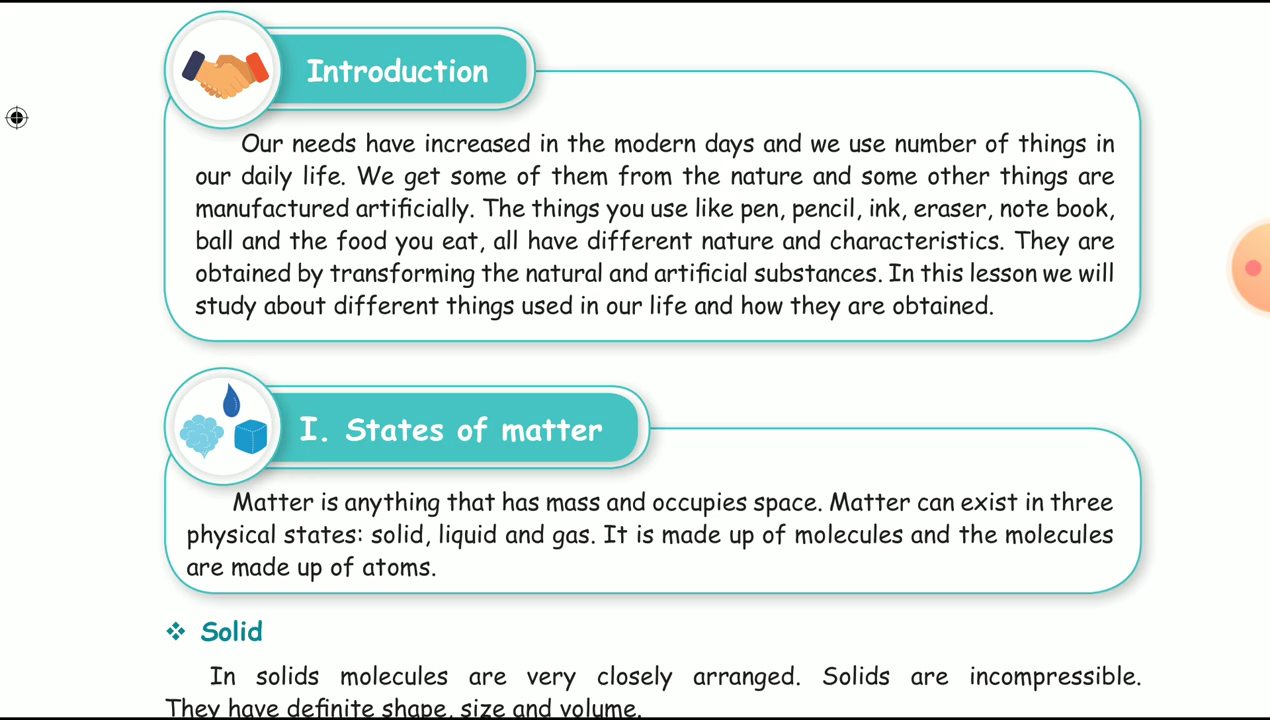 Introduction
Our needs have increased in the modern days and we use number of things in
our daily life. We get some of them from the nature and some other things are
manufactured artificially. The things you use like pen, pencil, ink, eraser, note book,
ball and the food you eat, all have different nature and characteristics. They are
obtained by transforming the natural and artificial substances. In this lesson we will
study about different things used in our life and how they are obtained.
I. States of matter
Matter is anything that has mass and occupies space. Matter can exist in three
physical states: solid, liquid and gas. It is made up of molecules and the molecules
are made up of atoms.
❖ Solid
In solids molecules are very closely arranged. Solids are incompressible.
They have definite shape, size and volume.